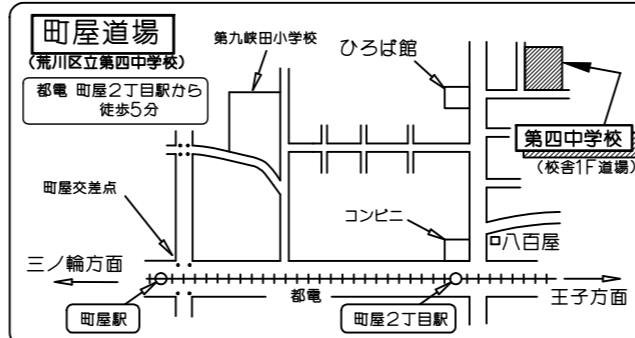 町屋道場
(荒川区立第四中学校)
都電 町屋2丁目駅から
徒歩5分
第九峡田小学校
ひろば館
第四中学校
(校舎1F道場)
町屋交差点
コンビニ
八百屋
三ノ輪方面
都電
王子方面
町屋駅
町屋2丁目駅